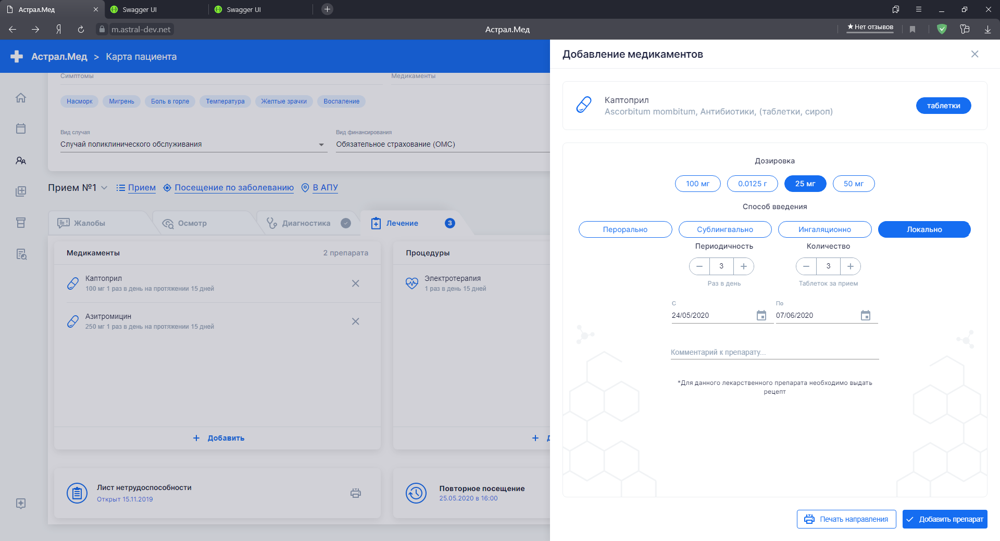 Астрал.Мед
Swagger UI
Swagger UI
Я
m.astral-dev.net
Астрал.Мед
★Нет отзывов
Астрал.Мед > Карта пациента
Симптомы
Медикаменты
Насморк
Мигрень
Боль в горле
Температура
Желтые зрачки
Воспаление
Вид случая
Вид финансирования
Случай поликлинического обслуживания
Обязательное страхование (ОМС)
Прием №1
Прием
Посещение по заболеванию
В АПУ
Жалобы
Осмотр
Диагностика
Лечение
3
Медикаменты
2 препарата
Каптоприл
100 мг 1 раз в день на протяжении 15 дней
Азитромицин
250 мг 1 раз в день на протяжении 15 дней
+ Добавить
Процедуры
Электротерапия
1 раз в день 15 дней
+
Лист нетрудоспособности
Открыт 15.11.2019
Повторное посещение
25.05.2020 в 16:00
Добавление медикаментов
Каптоприл
Ascorbitum mombitum, Антибиотики, (таблетки, сироп)
таблетки
Дозировка
100 мг
0.0125 г
25 мг
50 мг
Способ введения
Перорально
Сублингвально
Ингаляционно
Локально
Периодичность
Количество
− 3 +
− 3 +
Раз в день
Таблеток за прием
С
По
24/05/2020
07/06/2020
Комментарий к препарату...
*Для данного лекарственного препарата необходимо выдать
рецепт
Печать направления
Добавить препарат